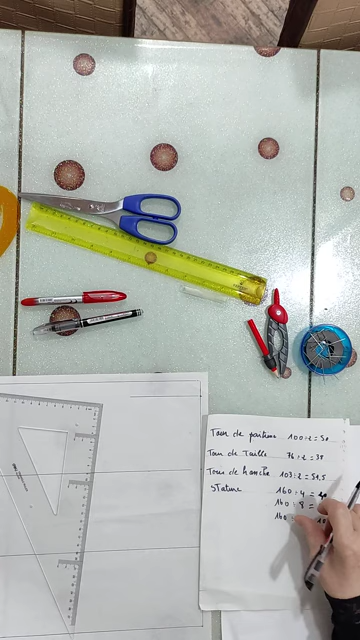 Tour de poitrine 100÷2=50
Tour de Taille 76÷2=38
Tour de hanche 103÷2=51,5
Stature 160÷4=
160÷8=
160